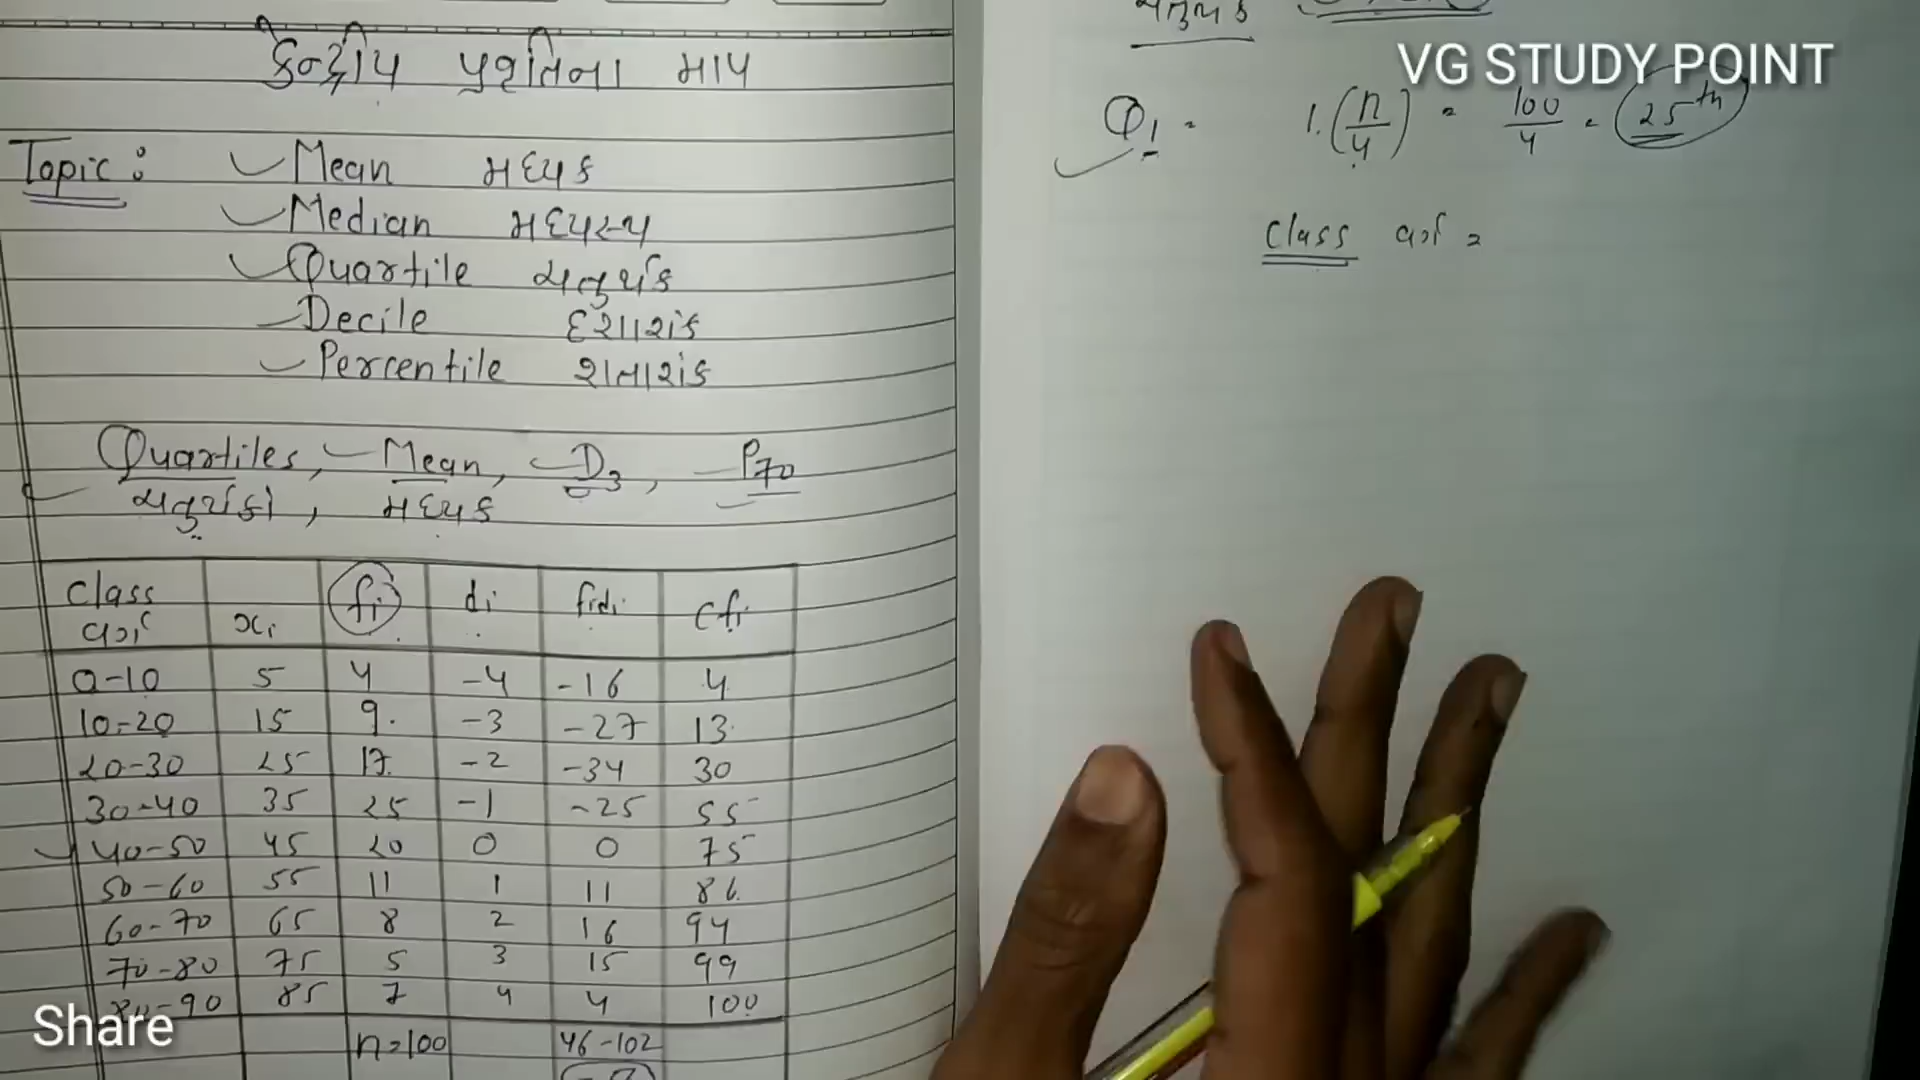 કેન્દ્રીય પ્રવૃત્તિના માપ
Topic : Mean મધ્યક
Median મધ્યસ્થ
Quartile ચતુર્થક
Decile દશાંશક
Percentile શતાંશક
Quartiles, Mean, D3, P70
ચતુર્થકો, મધ્યક
class વર્ગ xi fi di fidi cfi
0-10 5 4 -4 -16 4
10-20 15 9 -3 -27 13
20-30 25 17 -2 -34 30
30-40 35 25 -1 -25 55
40-50 45 20 0 0 75
50-60 55 11 1 11 86
60-70 65 8 2 16 94
70-80 75 5 3 15 99
80-90 85 7 4 4 100
n=100 46-102
VG STUDY POINT
Q1 = 1.(n/4) = 100/4 = 25th
Class વર્ગ =
Share